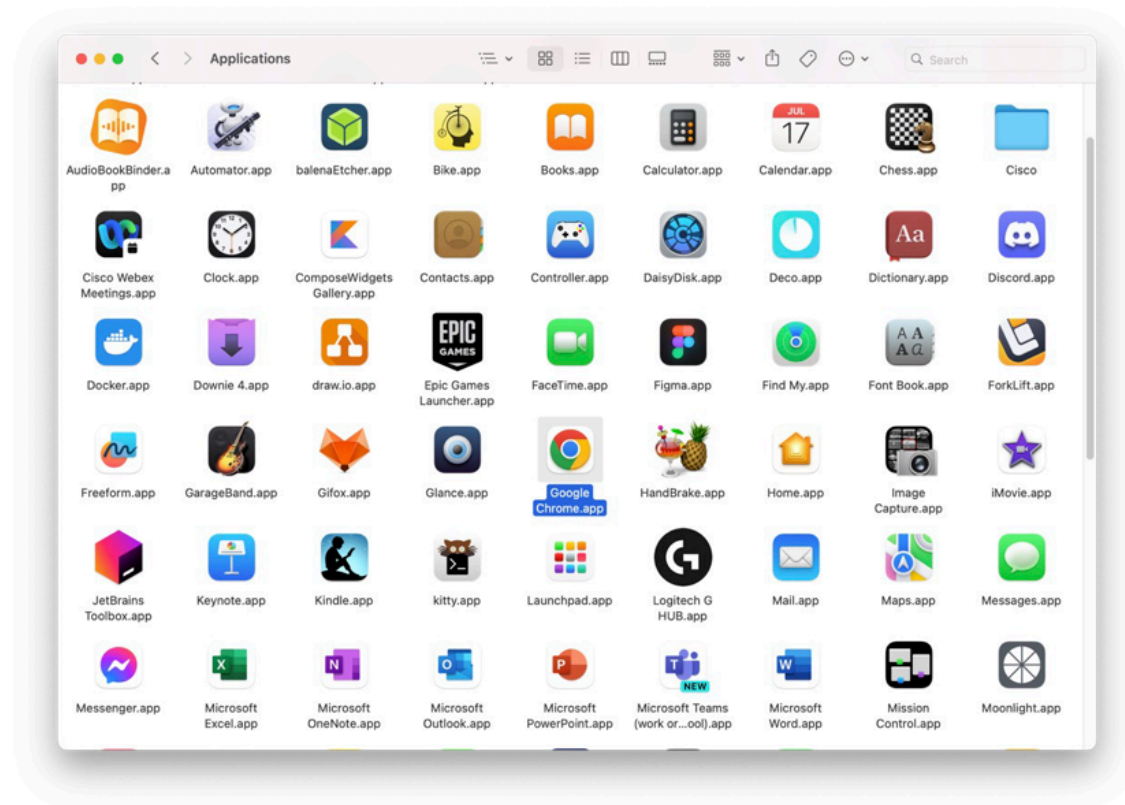 Applications
Search
AudioBookBinder.a
pp
Automator.app
balenaEtcher.app
Bike.app
Books.app
Calculator.app
JUL
17
Calendar.app
Chess.app
Cisco
Cisco Webex
Meetings.app
Clock.app
ComposeWidgets
Gallery.app
Contacts.app
Controller.app
DaisyDisk.app
Deco.app
Aa
Dictionary.app
Discord.app
Docker.app
Downie 4.app
draw.io.app
EPIC
GAMES
Epic Games
Launcher.app
FaceTime.app
Figma.app
Find My.app
A A
A a
Font Book.app
ForkLift.app
Freeform.app
GarageBand.app
Gifox.app
Glance.app
Google
Chrome.app
HandBrake.app
Home.app
Image
Capture.app
iMovie.app
JetBrains
Toolbox.app
Keynote.app
Kindle.app
kitty.app
Launchpad.app
G
Logitech G
HUB.app
Mail.app
Maps.app
Messages.app
Messenger.app
X
Microsoft
Excel.app
N
Microsoft
OneNote.app
O
Microsoft
Outlook.app
P
Microsoft
PowerPoint.app
T
NEW
Microsoft Teams
(work or...ool).app
W
Microsoft
Word.app
Mission
Control.app
Moonlight.app